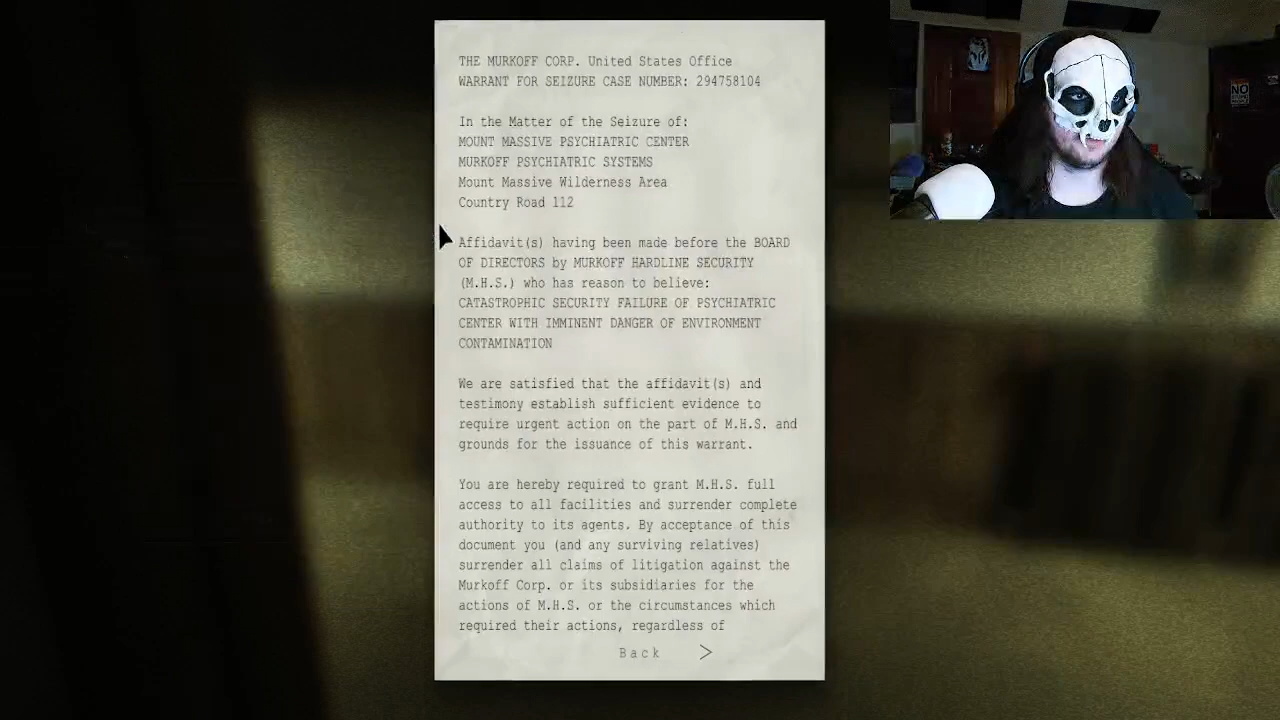 THE MURKOFF CORP. United States Office
WARRANT FOR SEIZURE CASE NUMBER: 294758104
In the Matter of the Seizure of:
MOUNT MASSIVE PSYCHIATRIC CENTER
MURKOFF PSYCHIATRIC SYSTEMS
Mount Massive Wilderness Area
Country Road 112
Affidavit(s) having been made before the BOARD
OF DIRECTORS by MURKOFF HARDLINE SECURITY
(M.H.S.) who has reason to believe:
CATASTROPHIC SECURITY FAILURE OF PSYCHIATRIC
CENTER WITH IMMINENT DANGER OF ENVIRONMENT
CONTAMINATION
We are satisfied that the affidavit(s) and
testimony establish sufficient evidence to
require urgent action on the part of M.H.S. and
grounds for the issuance of this warrant.
You are hereby required to grant M.H.S. full
access to all facilities and surrender complete
authority to its agents. By acceptance of this
document you (and any surviving relatives)
surrender all claims of litigation against the
Murkoff Corp. or its subsidiaries for the
actions of M.H.S. or the circumstances which
required their actions, regardless of
Back >
NO